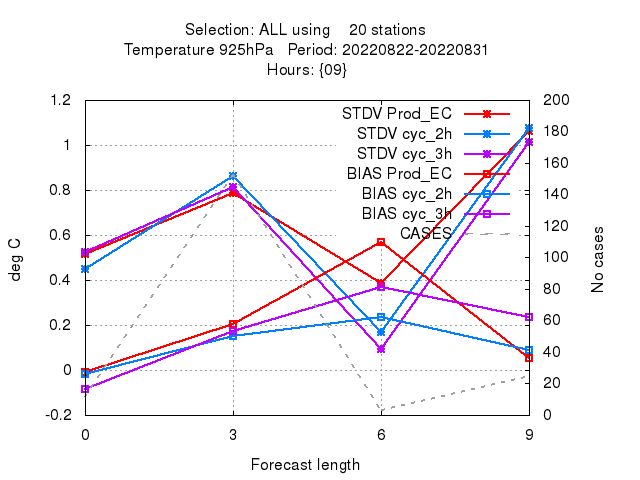 Selection: ALL using 20 stations
Temperature 925hPa Period: 20220822-20220831
Hours: {09}
STDV Prod_EC
STDV cyc_2h
STDV cyc_3h
BIAS Prod_EC
BIAS cyc_2h
BIAS cyc_3h
CASES
deg C
1.2
1
0.8
0.6
0.4
0.2
0
-0.2
200
180
160
140
120
100
80
60
40
20
0
No cases
0 3 6 9
Forecast length